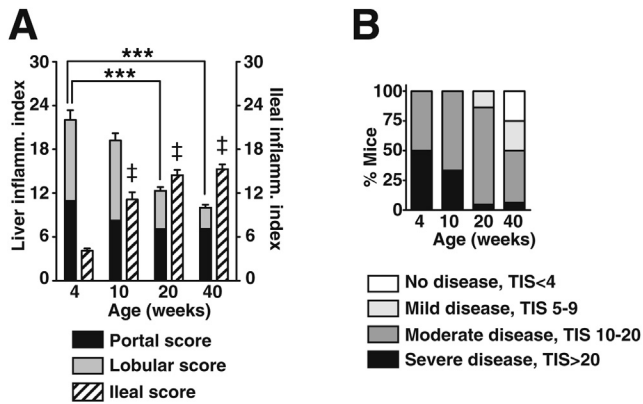 A
***
***
30
24
18
12
6
0
Liver inflamm. index
30
24
18
12
6
0
Ileal inflamm.
index
‡
‡
‡
4 10 20 40
Age (weeks)
Portal score
Lobular score
Ileal score
B
100
75
50
25
0
% Mice
4 10 20 40
Age (weeks)
No disease, TIS<4
Mild disease, TIS 5-9
Moderate disease, TIS 10-20
Severe disease, TIS>20